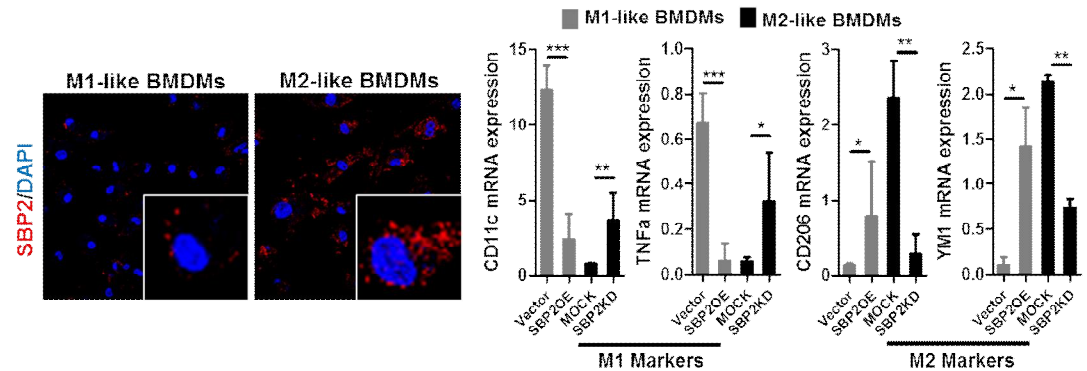 M1-like BMDMs
M2-like BMDMs
M1-like BMDMs
M2-like BMDMs
SBP2/DAPI
CD11c mRNA expression
15
10
5
0
***
**
Vector
SBP2OE
MOCK
SBP2KD
TNFa mRNA expression
1.0
0.8
0.6
0.4
0.2
0.0
***
*
Vector
SBP2OE
MOCK
SBP2KD
M1 Markers
CD206 mRNA expression
3
2
1
0
*
**
Vector
SBP2OE
MOCK
SBP2KD
YM1 mRNA expression
2.5
2.0
1.5
1.0
0.5
0.0
*
**
Vector
SBP2OE
MOCK
SBP2KD
M2 Markers